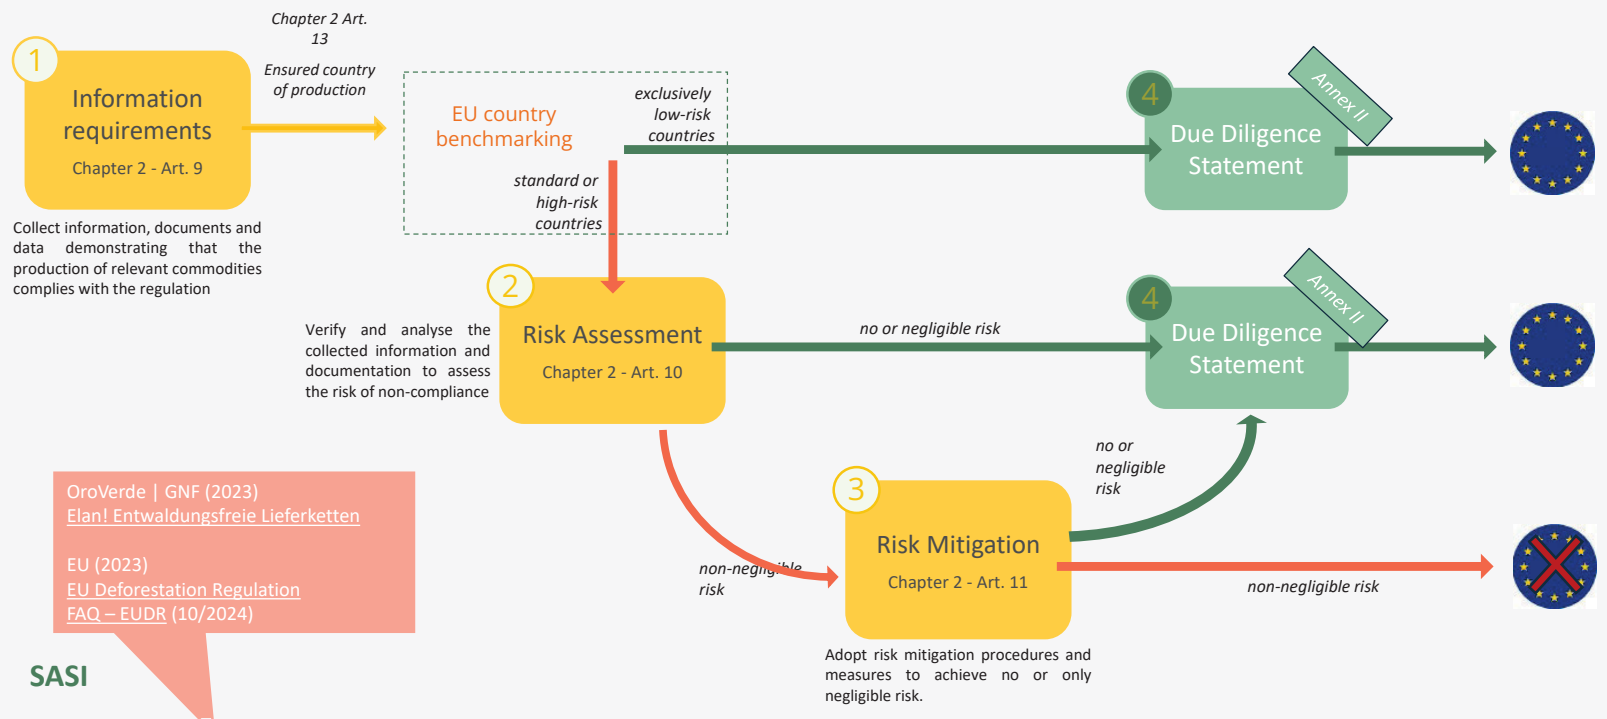 Chapter 2 Art.
13
Ensured country
of production
1
Information
requirements
Chapter 2 - Art. 9
Collect information, documents and
data demonstrating that the
production of relevant commodities
complies with the regulation
EU country
benchmarking
exclusively
low-risk
countries
standard or
high-risk
countries
4
Due Diligence
Statement
Annex II
2
Risk Assessment
Chapter 2 - Art. 10
Verify and analyse the
collected information and
documentation to assess
the risk of non-compliance
no or negligible risk
4
Due Diligence
Statement
Annex II
non-negligible
risk
3
Risk Mitigation
Chapter 2 - Art. 11
Adopt risk mitigation procedures and
measures to achieve no or only
negligible risk.
no or
negligible
risk
non-negligible risk
OroVerde | GNF (2023)
Elan! Entwaldungsfreie Lieferketten
EU (2023)
EU Deforestation Regulation
FAQ – EUDR (10/2024)
SASI